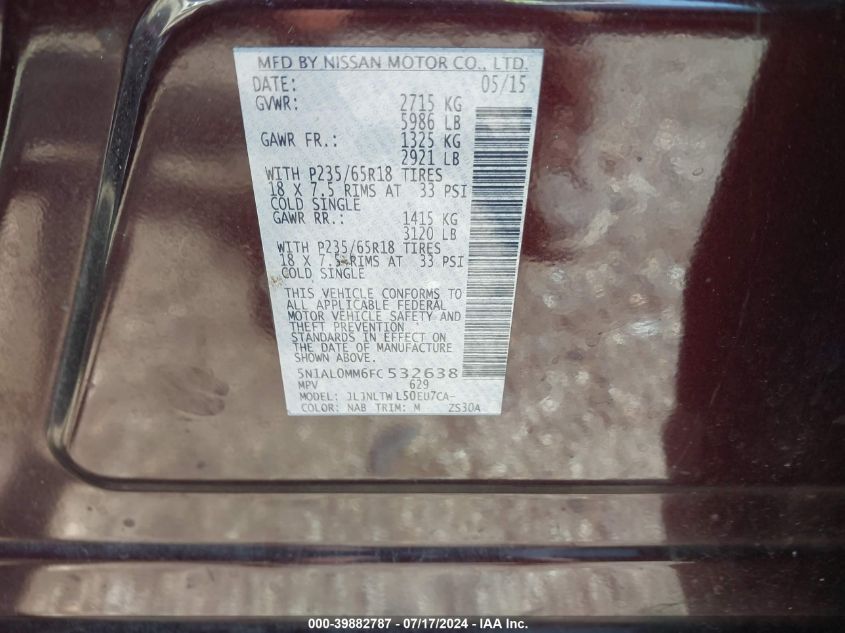 MFD BY NISSAN MOTOR CO., LTD.
DATE: 05/15
GVWR: 2715 KG
5986 LB
GAWR FR.: 1325 KG
2921 LB
WITH P235/65R18 TIRES
18 X 7.5 RIMS AT 33 PSI
COLD SINGLE
GAWR RR.: 1415 KG
3120 LB
WITH P235/65R18 TIRES
18 X 7.5 RIMS AT 33 PSI
COLD SINGLE
THIS VEHICLE CONFORMS TO
ALL APPLICABLE FEDERAL
MOTOR VEHICLE SAFETY AND
THEFT PREVENTION
STANDARDS IN EFFECT ON
THE DATE OF MANUFACTURE
SHOWN ABOVE.
5N1AL0MM6FC 532638
MPV 629
MODEL: L50EU7CA-
COLOR: NAB TRIM: M ZS30A
000-39882787 - 07/17/2024 - IAA Inc.